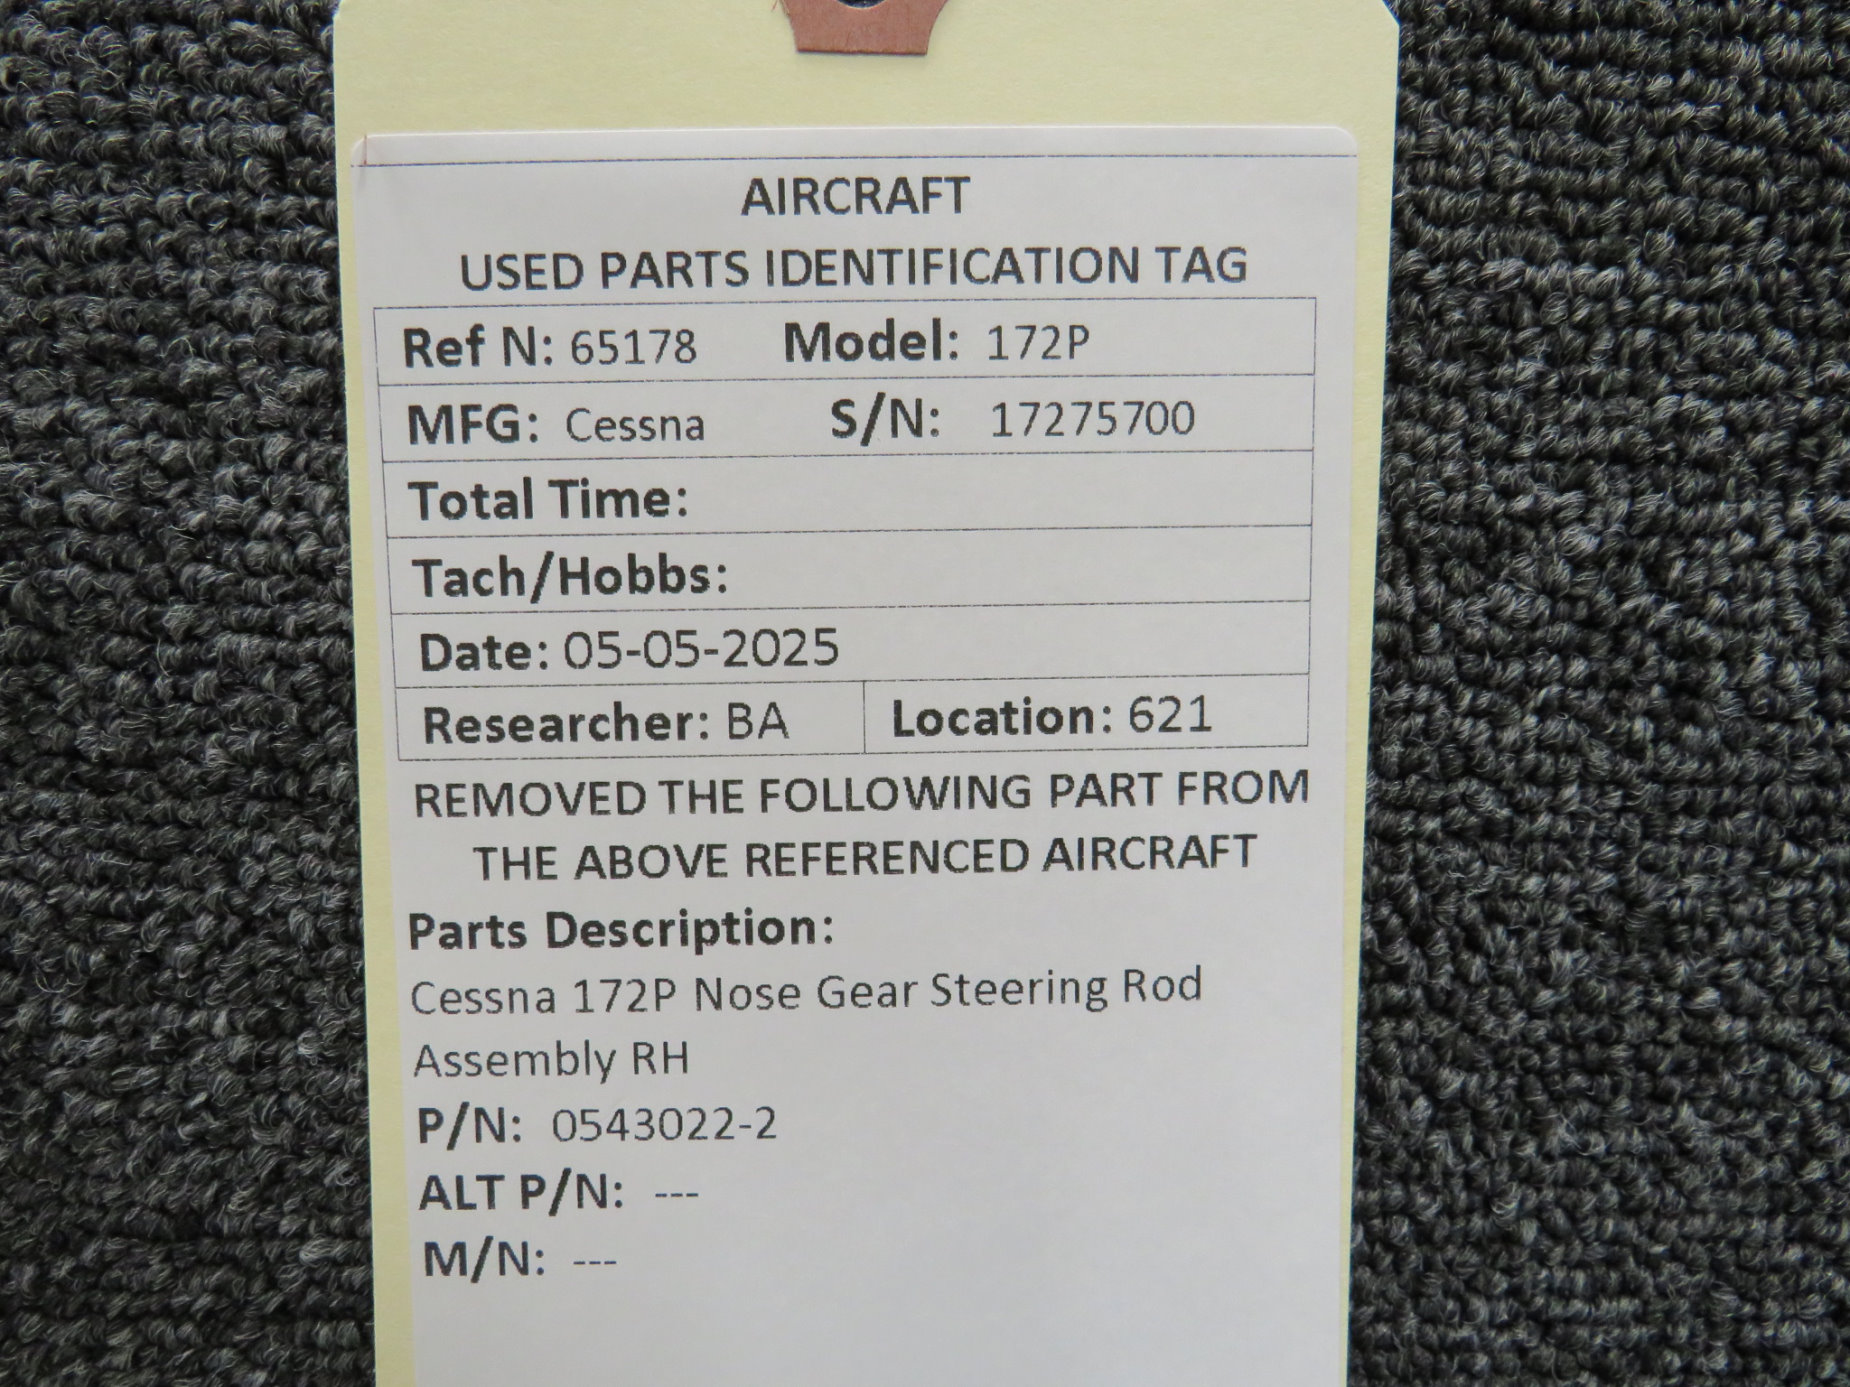 AIRCRAFT
USED PARTS IDENTIFICATION TAG
Ref N: 65178 Model: 172P
MFG: Cessna S/N: 17275700
Total Time:
Tach/Hobbs:
Date: 05-05-2025
Researcher: BA Location: 621
REMOVED THE FOLLOWING PART FROM
THE ABOVE REFERENCED AIRCRAFT
Parts Description:
Cessna 172P Nose Gear Steering Rod
Assembly RH
P/N: 0543022-2
ALT P/N: ---
M/N: ---